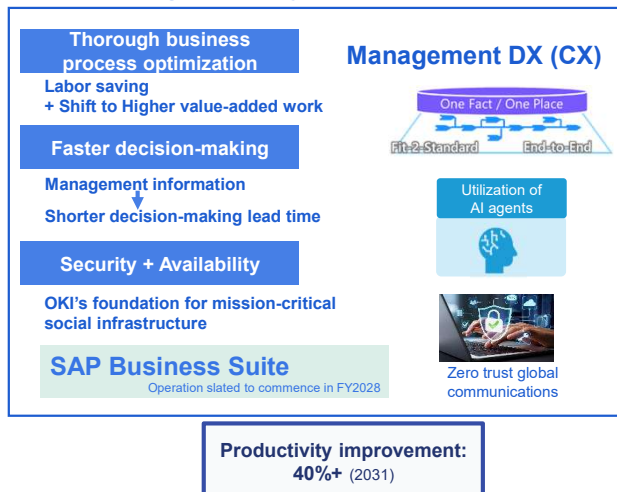 Thorough business
process optimization
Labor saving
+ Shift to Higher value-added work
Faster decision-making
Management information
Shorter decision-making lead time
Security + Availability
OKI's foundation for mission-critical
social infrastructure
SAP Business Suite
Operation slated to commence in FY2028
Management DX (CX)
One Fact / One Place
Fit-2-Standard
End-to-End
Utilization of
AI agents
Zero trust global
communications
Productivity improvement:
40%+ (2031)